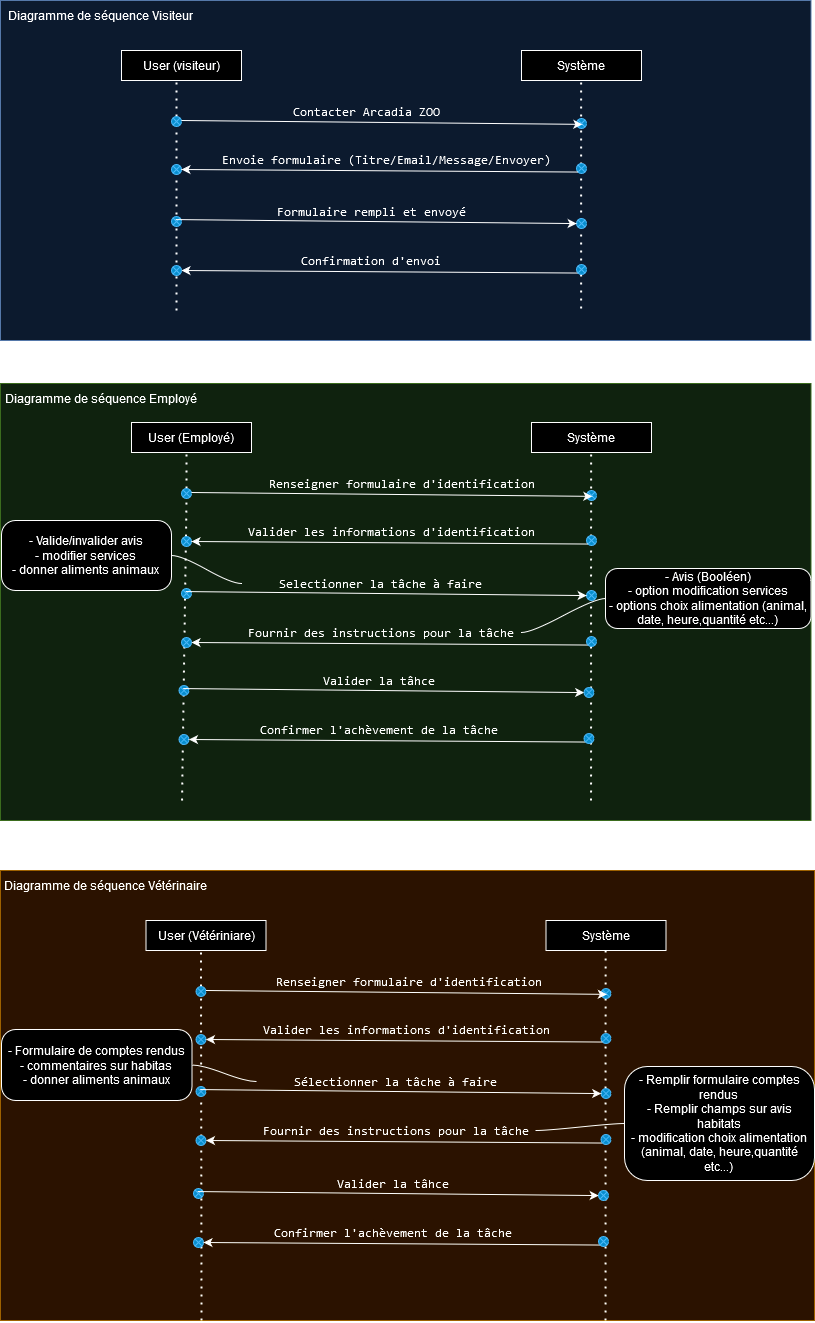 Diagramme de séquence Visiteur
User (visiteur)
Système
Contacter Arcadia ZOO
Envoie formulaire (Titre/Email/Message/Envoyer)
Formulaire rempli et envoyé
Confirmation d'envoi
Diagramme de séquence Employé
User (Employé)
Système
Renseigner formulaire d'identification
Valider les informations d'identification
- Valide/invalider avis
- modifier services
- donner aliments animaux
Selectionner la tâche à faire
- Avis (Booléen)
- option modification services
- options choix alimentation (animal,
date, heure,quantité etc...)
Fournir des instructions pour la tâche
Valider la tâhce
Confirmer l'achèvement de la tâche
Diagramme de séquence Vétérinaire
User (Vétériniare)
Système
Renseigner formulaire d'identification
Valider les informations d'identification
- Formulaire de comptes rendus
- commentaires sur habitas
- donner aliments animaux
Sélectionner la tâche à faire
- Remplir formulaire comptes
rendus
- Remplir champs sur avis
habitats
- modification choix alimentation
(animal, date, heure,quantité
etc...)
Fournir des instructions pour la tâche
Valider la tâhce
Confirmer l'achèvement de la tâche